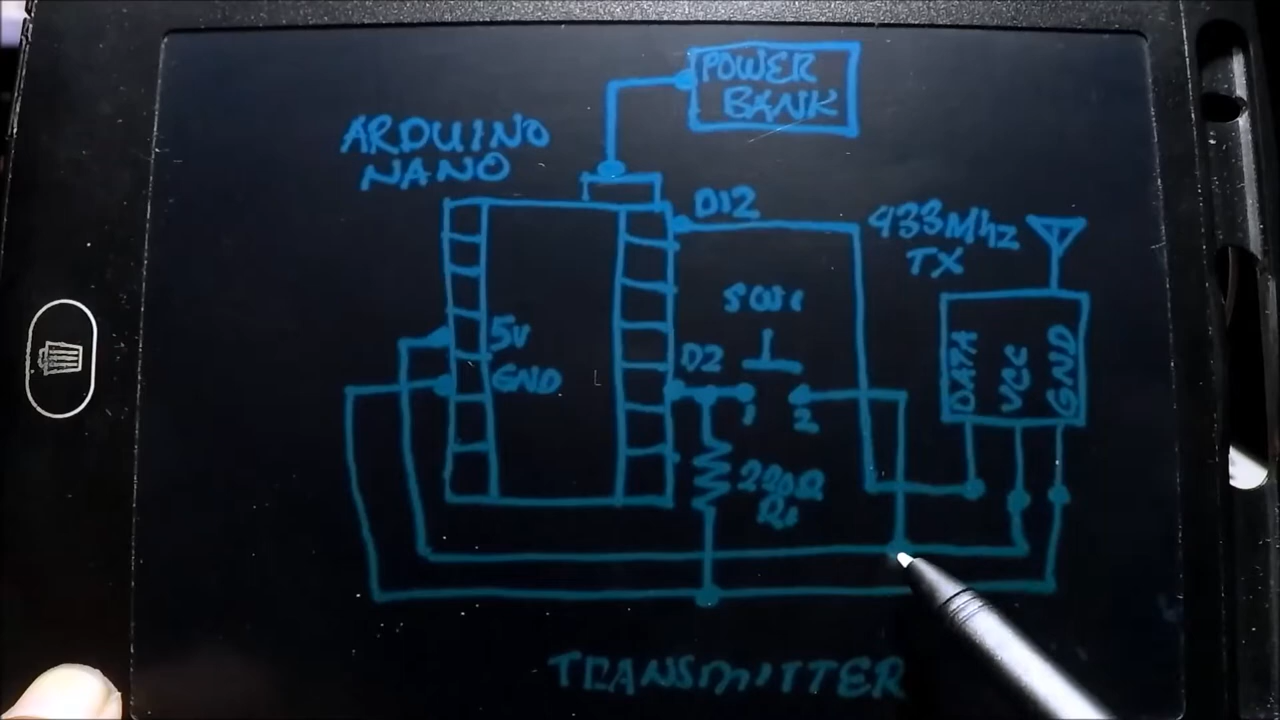 POWER
BANK
ARDUINO
NANO
D12
433Mhz
TX
SW1
5V
D2
GND
DATA
VCC
GND
1
2
220Ω
R1
TRANSMITTER